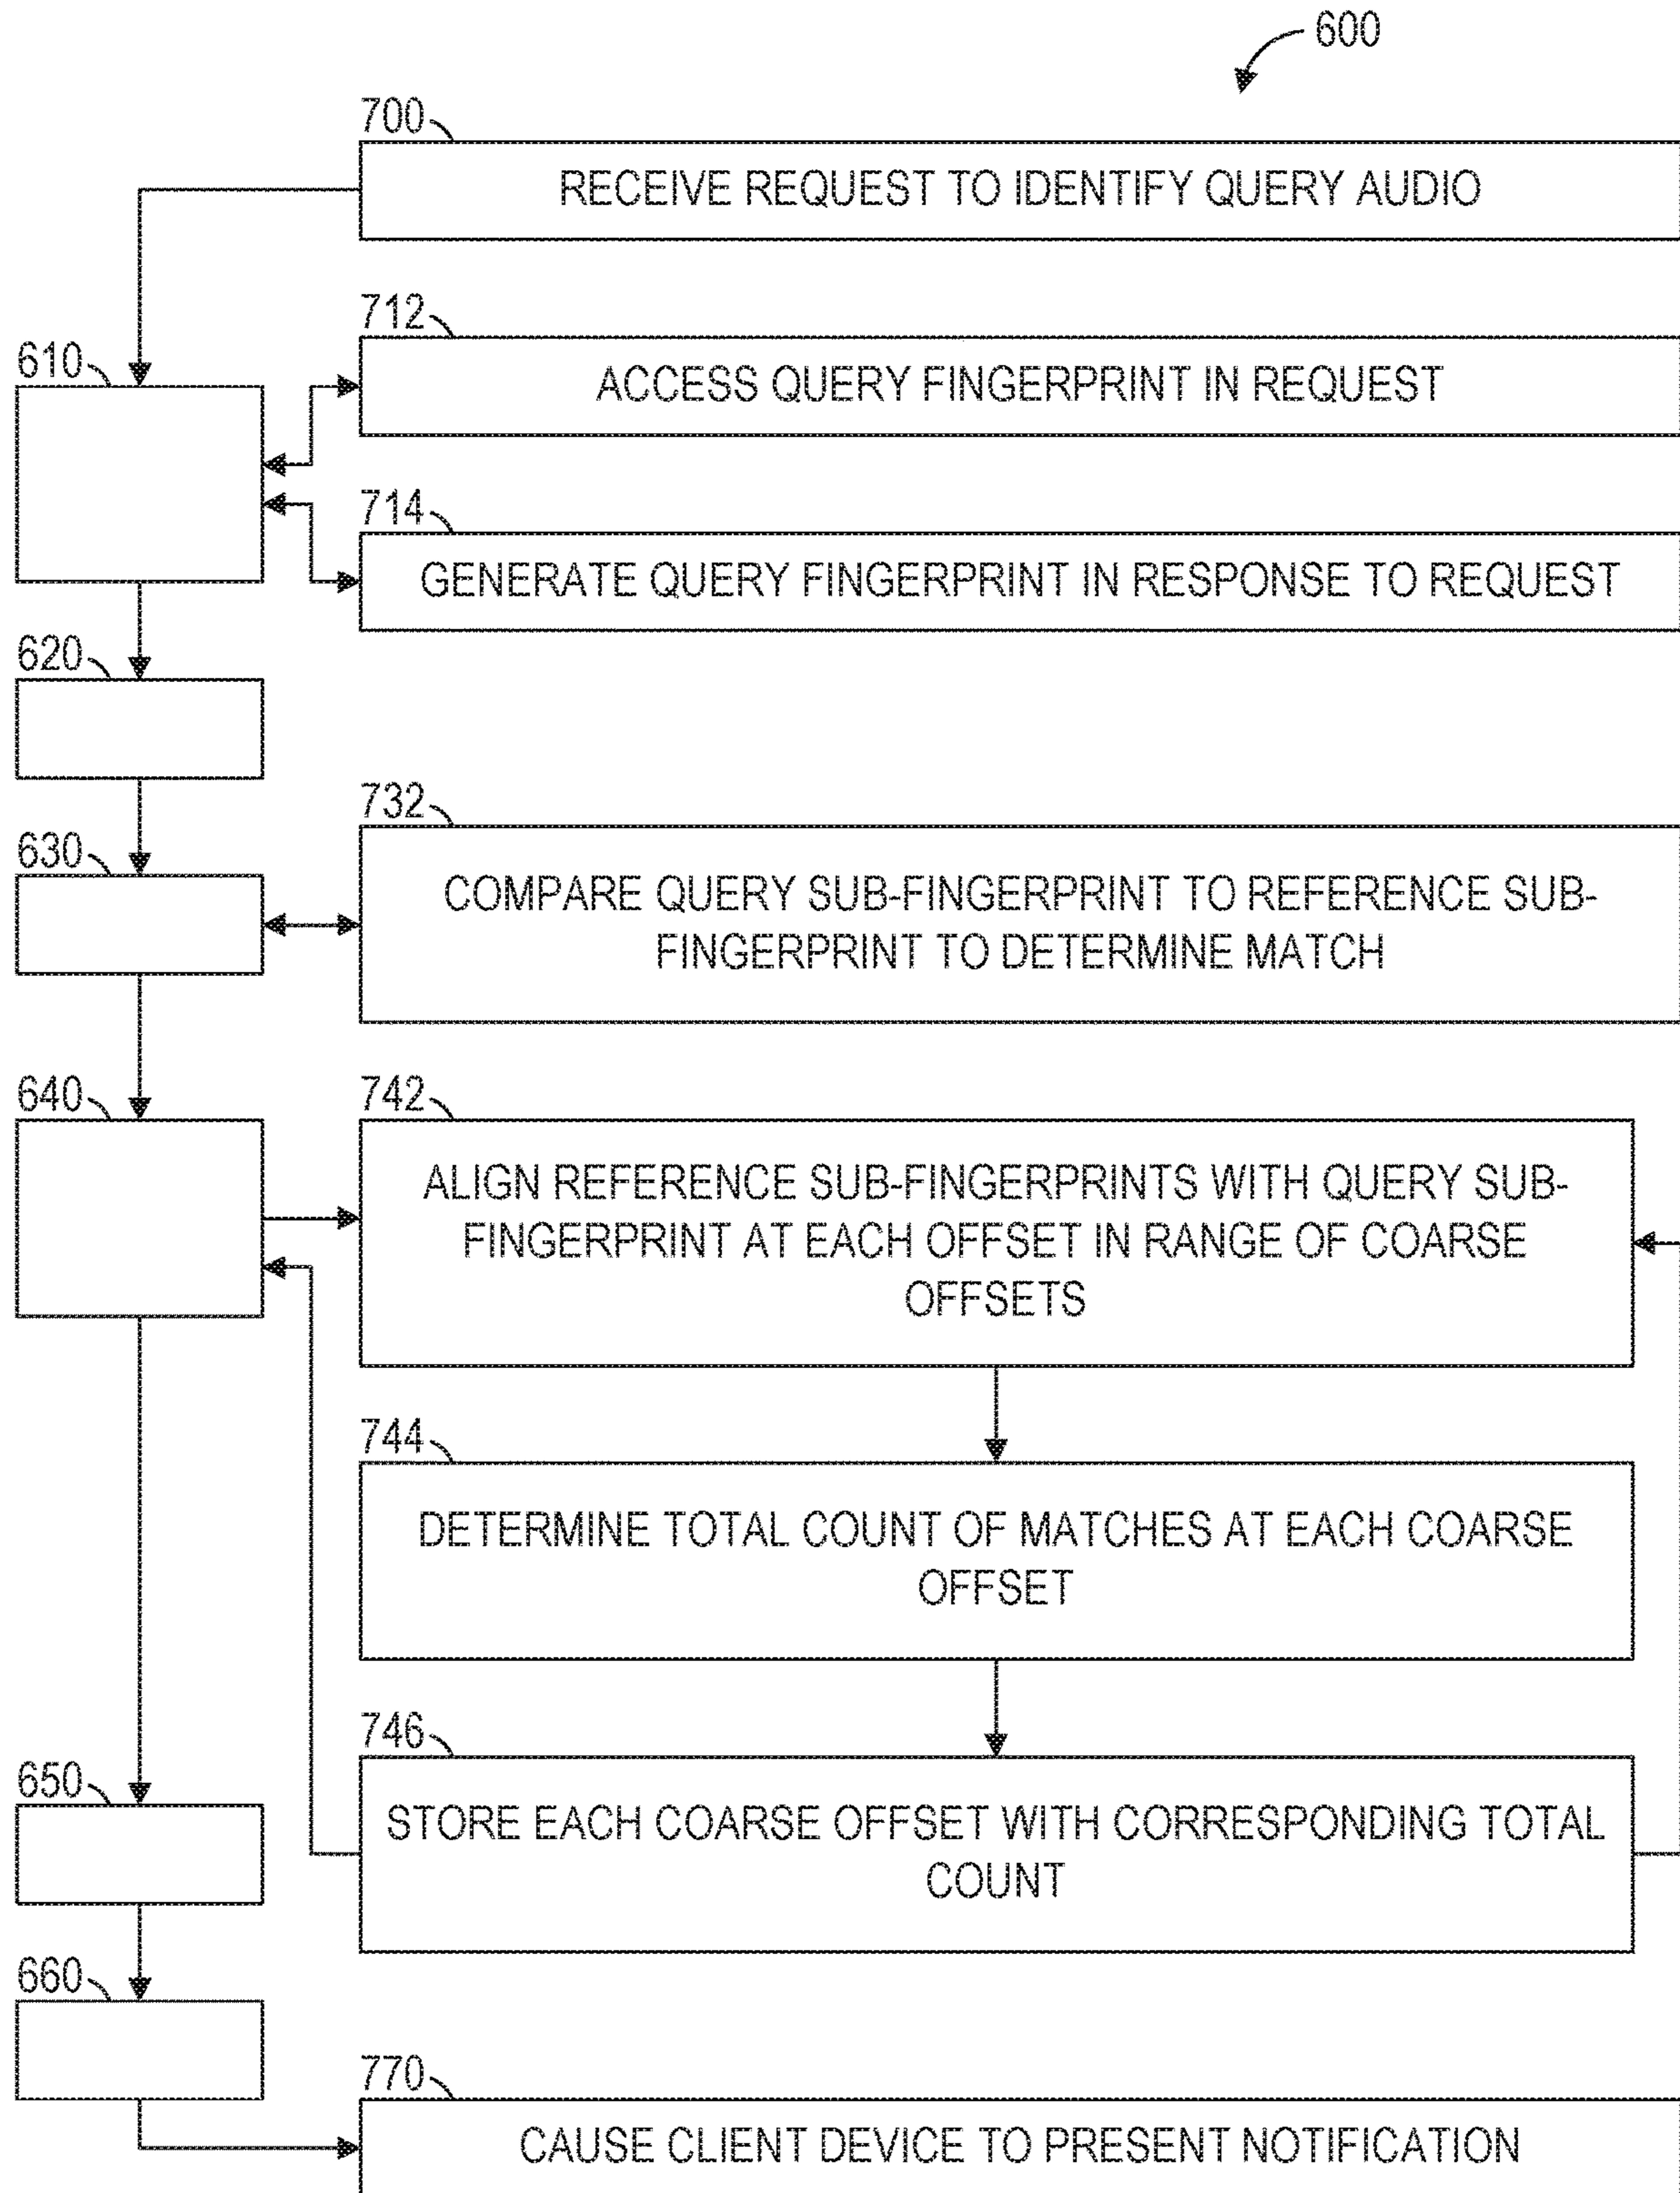 600
700
RECEIVE REQUEST TO IDENTIFY QUERY AUDIO
712
610
ACCESS QUERY FINGERPRINT IN REQUEST
714
GENERATE QUERY FINGERPRINT IN RESPONSE TO REQUEST
620
732
630
COMPARE QUERY SUB-FINGERPRINT TO REFERENCE SUB-
FINGERPRINT TO DETERMINE MATCH
640
742
ALIGN REFERENCE SUB-FINGERPRINTS WITH QUERY SUB-
FINGERPRINT AT EACH OFFSET IN RANGE OF COARSE
OFFSETS
744
DETERMINE TOTAL COUNT OF MATCHES AT EACH COARSE
OFFSET
746
650
STORE EACH COARSE OFFSET WITH CORRESPONDING TOTAL
COUNT
660
770
CAUSE CLIENT DEVICE TO PRESENT NOTIFICATION